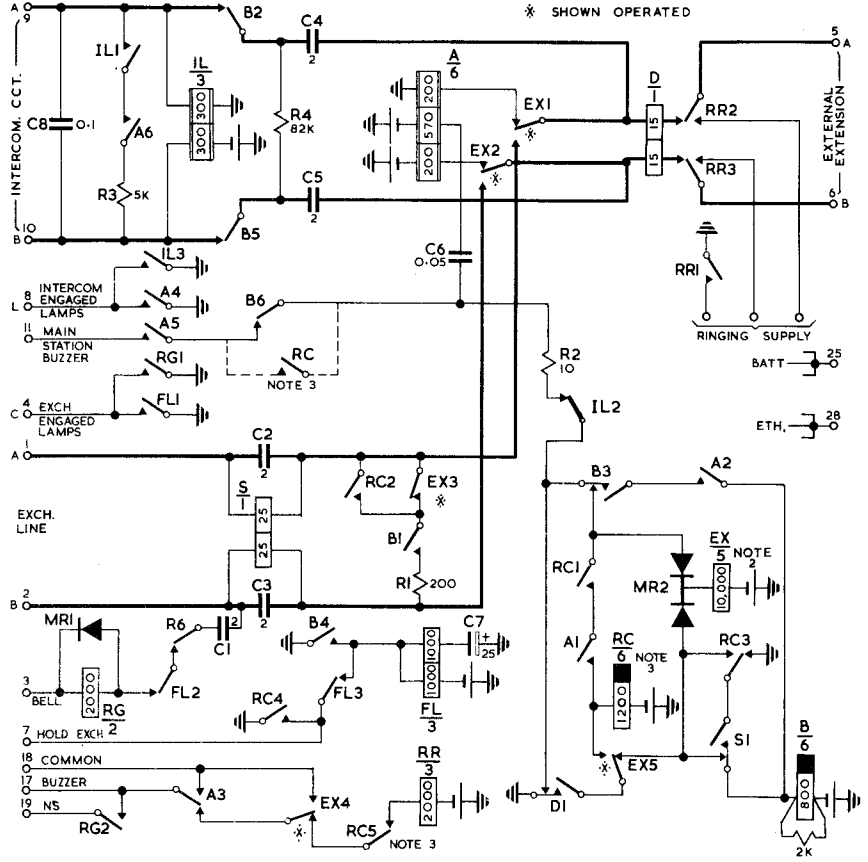 ※ SHOWN OPERATED
A 9
B2
C4
2
5 A
IL1
IL
3
300
300
A
6
200
570
200
EX1
※
EX2
※
D
1
15
15
RR2
RR3
INTERCOM. CCT.
C8
0·1
A6
R4
82K
EXTERNAL
EXTENSION
R3
5K
C5
2
6 B
B 10
B5
IL3
C6
0·05
RR1
L 8
INTERCOM
ENGAGED
LAMPS
A4
B6
11
MAIN
STATION
BUZZER
A5
RC
NOTE 3
RINGING SUPPLY
RG1
R2
10
BATT
25
C 4
EXCH
ENGAGED
LAMPS
FL1
IL2
ETH,
28
A 1
C2
2
RC2
EX3
※
B3
A2
S
1
25
25
EXCH.
LINE
B1
RC1
MR2
EX
5
NOTE
2
10,000
R1
200
B 2
C3
2
MR1
R6
C1
2
B4
C7
+
25
A1
RC
6
NOTE
3
1200
RC3
3
BELL
2000
RG
2
FL2
FL3
1000
1000
FL
3
RC4
S1
7
HOLD EXCH
B
6
800
2K
18
COMMON
17
BUZZER
19
N'S
A3
RG2
EX4
※
RR
3
2000
RC5
NOTE 3
D1
※
EX5